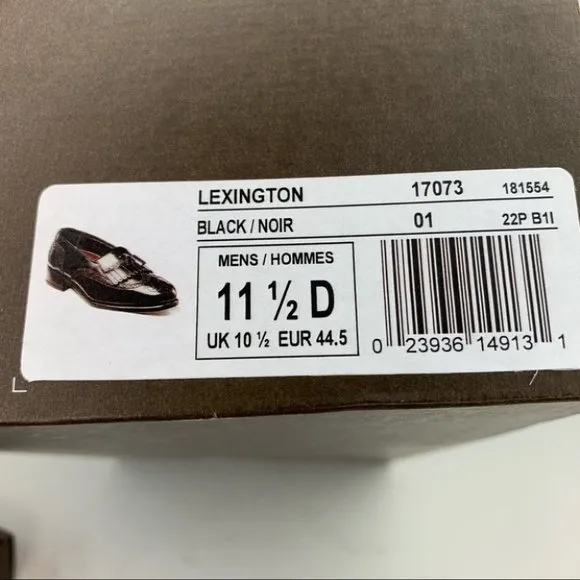 LEXINGTON 17073 181554
BLACK / NOIR 01 22P B1I
MENS / HOMMES
11 ½ D
UK 10 ½ EUR 44.5
0 23936 14913 1